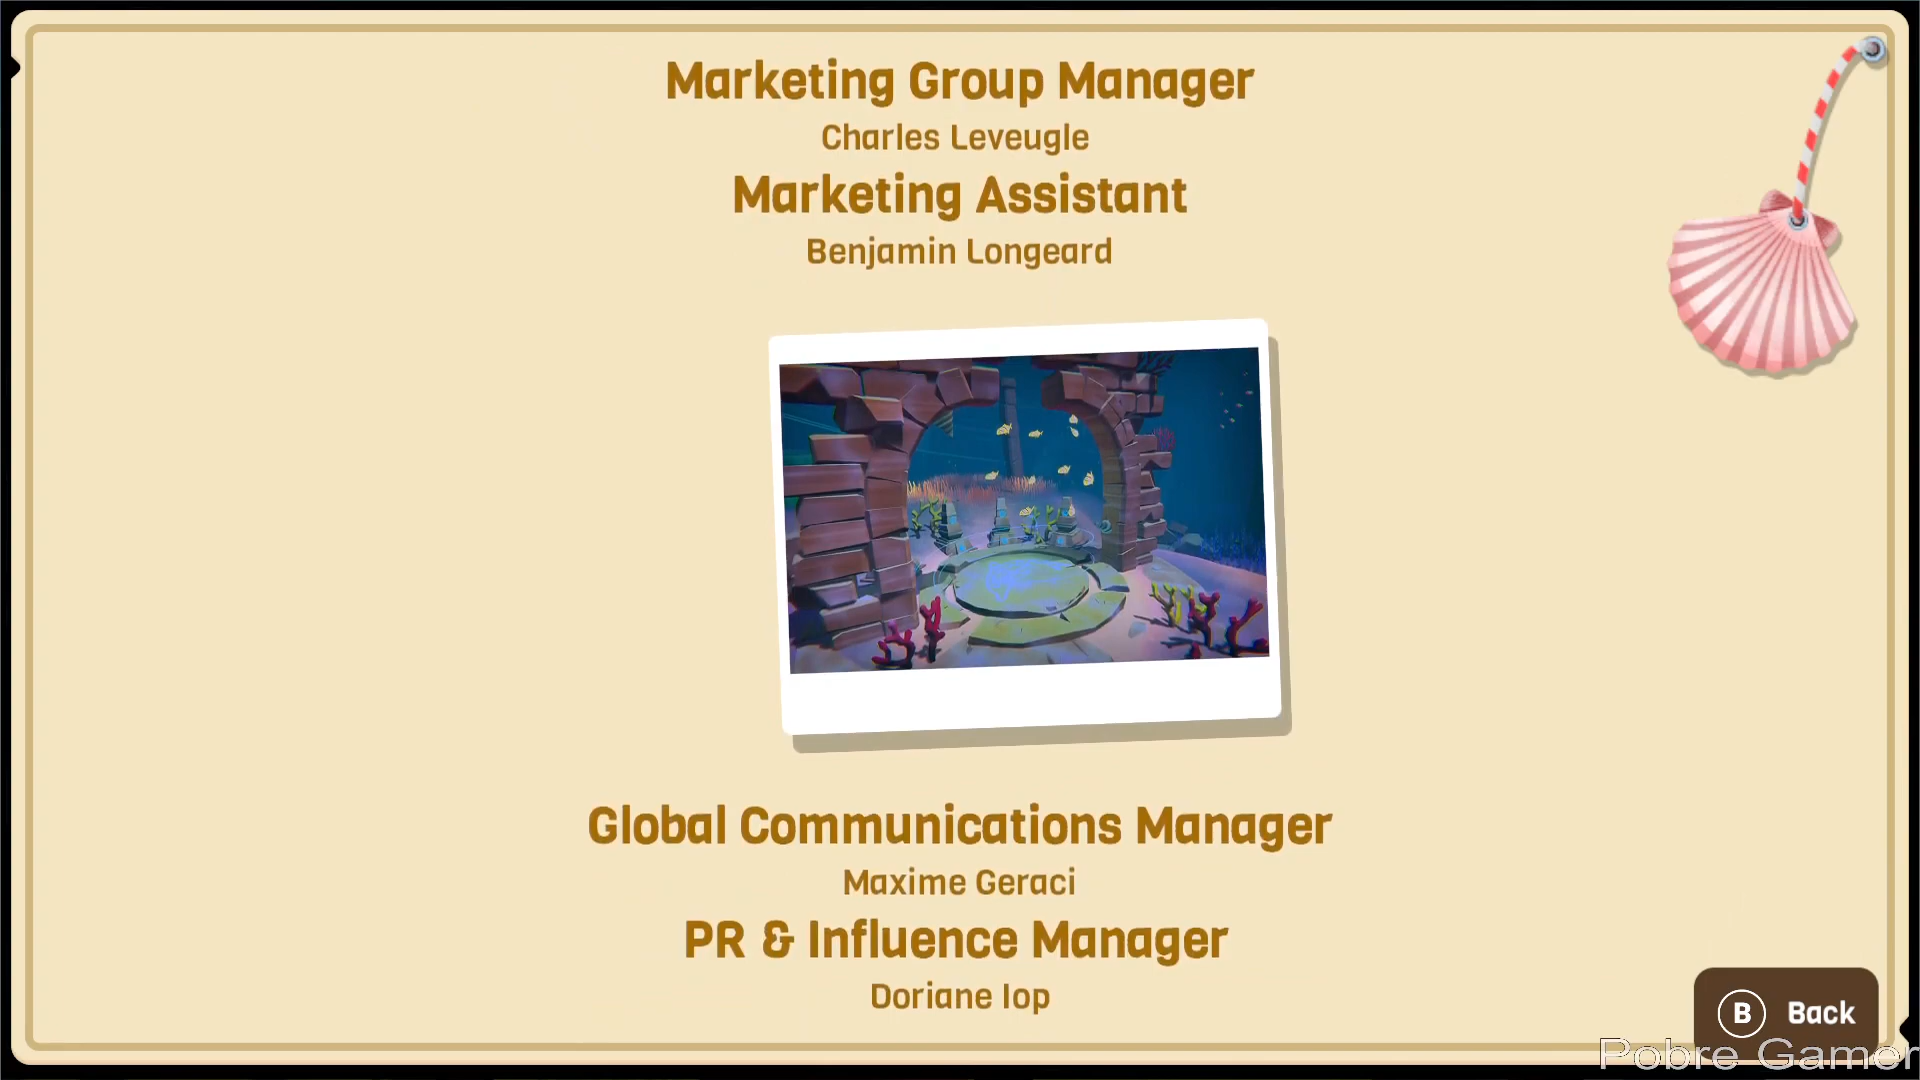 Marketing Group Manager
Charles Leveugle
Marketing Assistant
Benjamin Longeard
Global Communications Manager
Maxime Geraci
PR & Influence Manager
Doriane Iop
B Back
Pobre Gamer